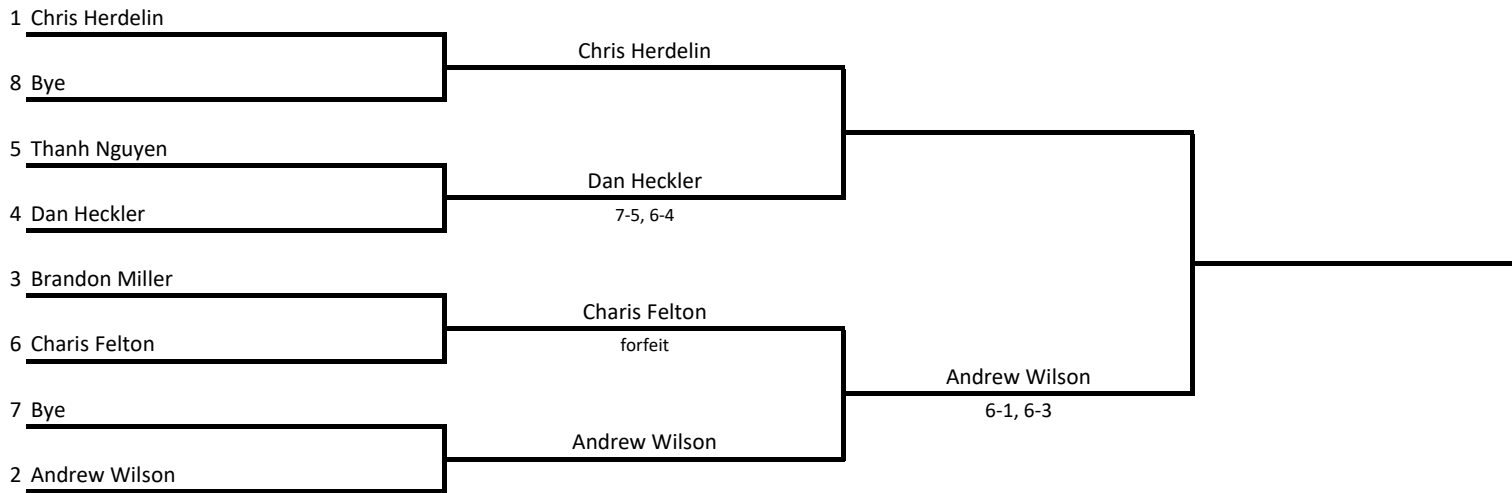 1 Chris Herdelin
Chris Herdelin
8 Bye
5 Thanh Nguyen
Dan Heckler
4 Dan Heckler
7-5, 6-4
3 Brandon Miller
Charis Felton
6 Charis Felton
forfeit
Andrew Wilson
7 Bye
6-1, 6-3
Andrew Wilson
2 Andrew Wilson